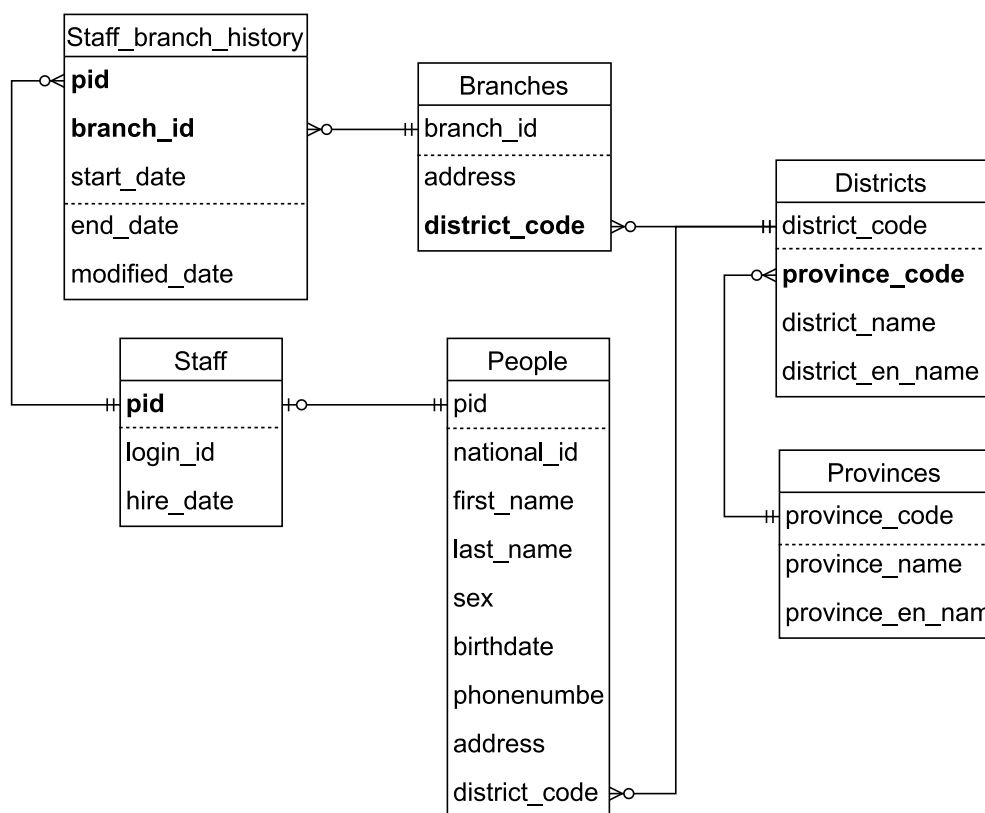 Staff_branch_history
pid
branch_id
start_date
end_date
modified_date
Branches
branch_id
address
district_code
Districts
district_code
province_code
district_name
district_en_name
Staff
pid
login_id
hire_date
People
pid
national_id
first_name
last_name
sex
birthdate
phonenumbe
address
district_code
Provinces
province_code
province_name
province_en_nam